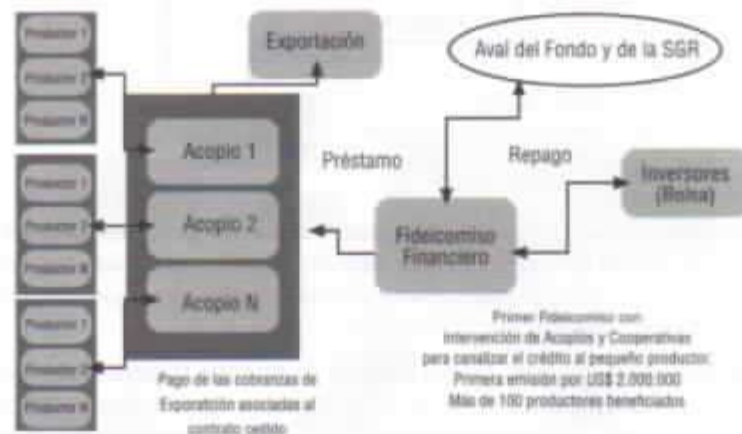 Productor 1
Productor 2
Productor N
Productor 1
Productor 2
Productor N
Productor 1
Productor 2
Productor N
Exportación
Acopio 1
Acopio 2
Acopio N
Préstamo
Aval del Fondo y de la SGR
Repago
Fideicomiso
Financiero
Inversores
(Bolsa)
Pago de las cobranzas de
Exporatición asociadas al
contrato cedido
Primer Fideicomiso con
Intervención de Acopios y Cooperativas
para canalizar el crédito al pequeño productor.
Primera emisión por US$ 2.000.000
Más de 100 productores beneficiados